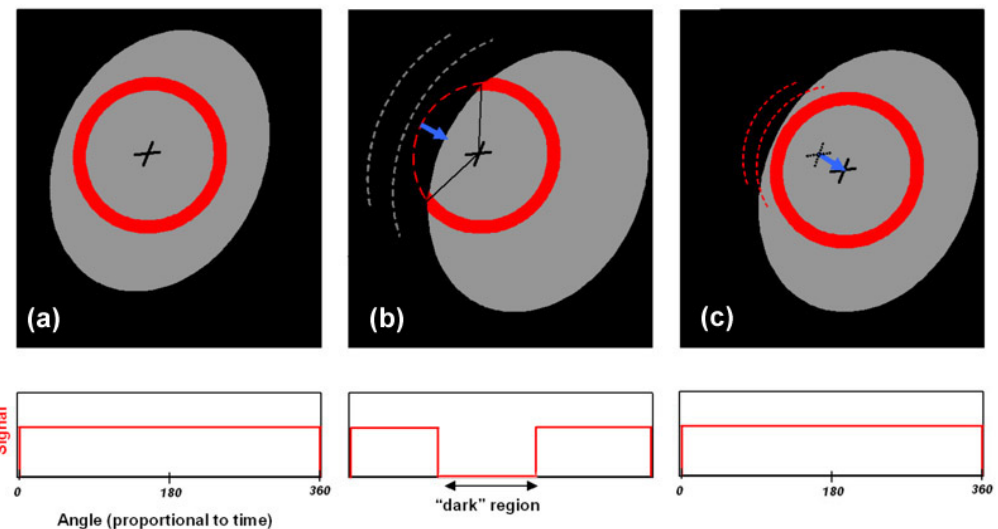 (a)
(b)
(c)
Signal
0
180
360
Angle (proportional to time)
“dark” region
0
180
360